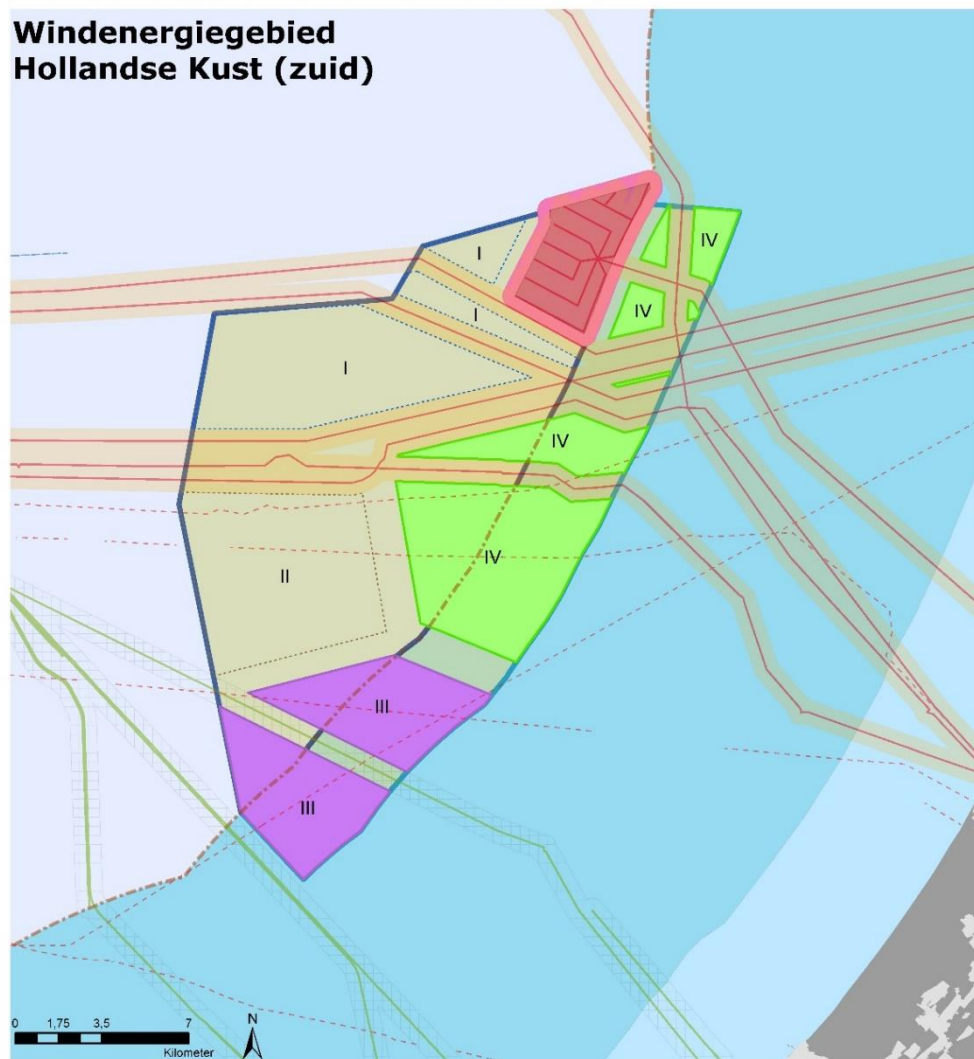 Windenergiegebied
Hollandse Kust (zuid)
IV
I
IV
I
I
IV
IV
II
III
III
0 1,75 3,5 7
Kilometer
N